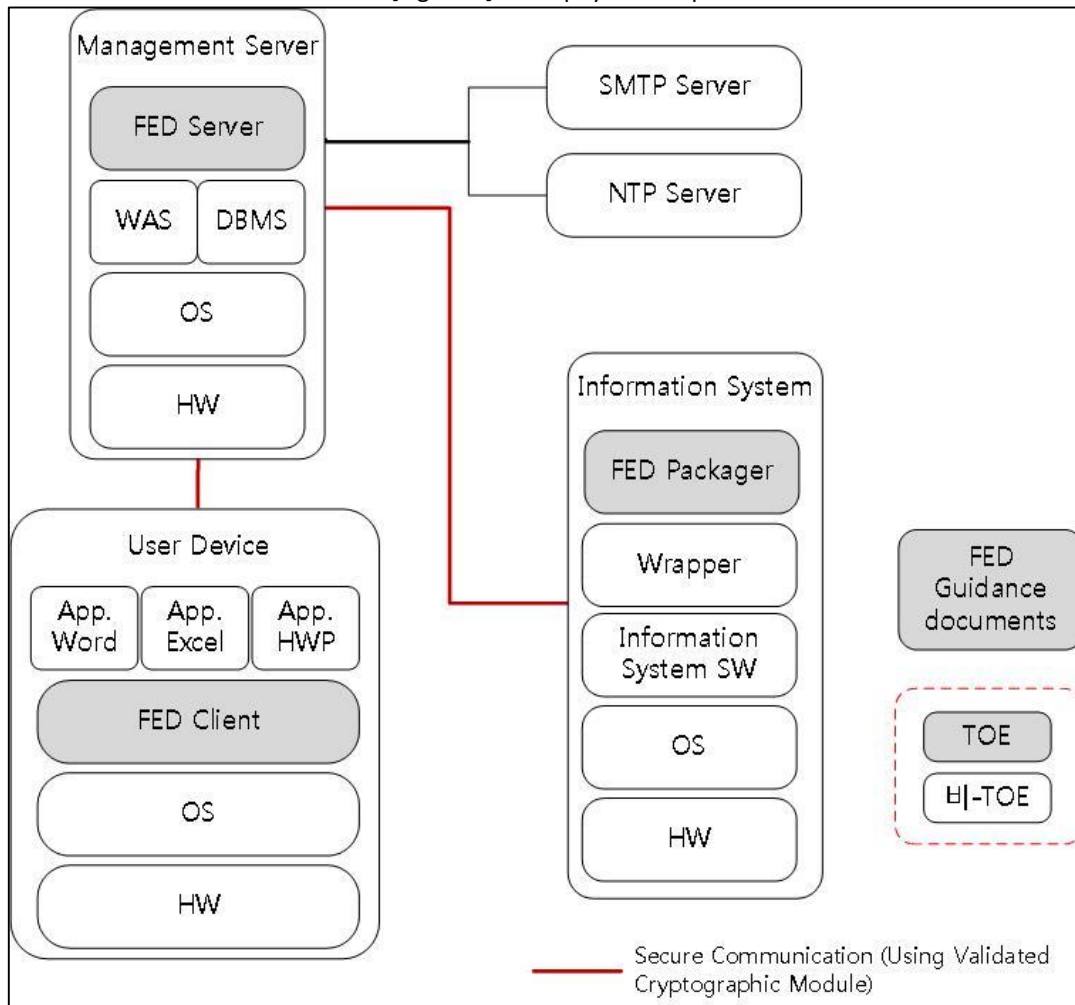 Management Server
FED Server
WAS
DBMS
OS
HW
SMTP Server
NTP Server
User Device
App.
Word
App.
Excel
App.
HWP
FED Client
OS
HW
Information System
FED Packager
Wrapper
Information
System SW
OS
HW
FED
Guidance
documents
TOE
비-TOE
Secure Communication (Using Validated
Cryptographic Module)